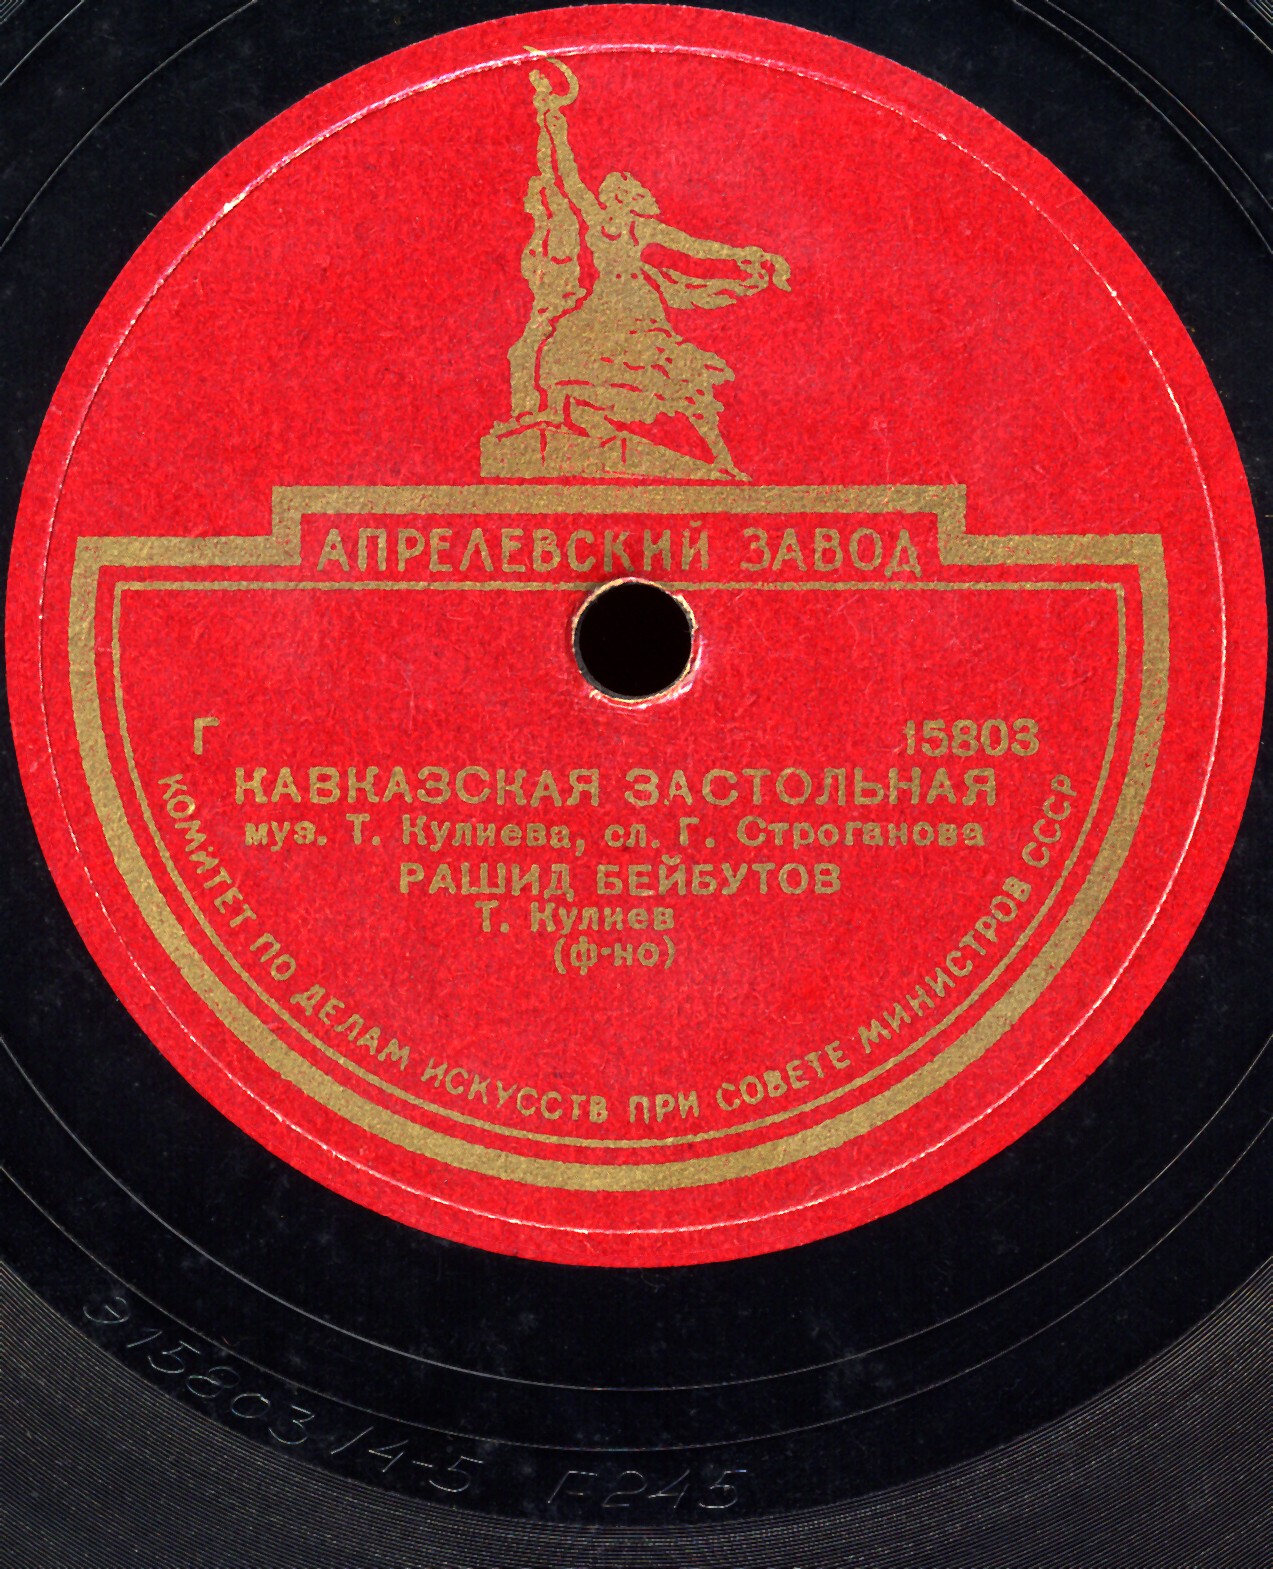 АПРЕЛЕВСКИЙ ЗАВОД
Г 15803
КАВКАЗСКАЯ ЗАСТОЛЬНАЯ
муз. Т. Кулиева, сл. Г. Строганова
РАШИД БЕЙБУТОВ
Т. Кулиев
(ф-но)
КОМИТЕТ ПО ДЕЛАМ ИСКУССТВ ПРИ СОВЕТЕ МИНИСТРОВ СССР
Э15803 / 4-5 Г245